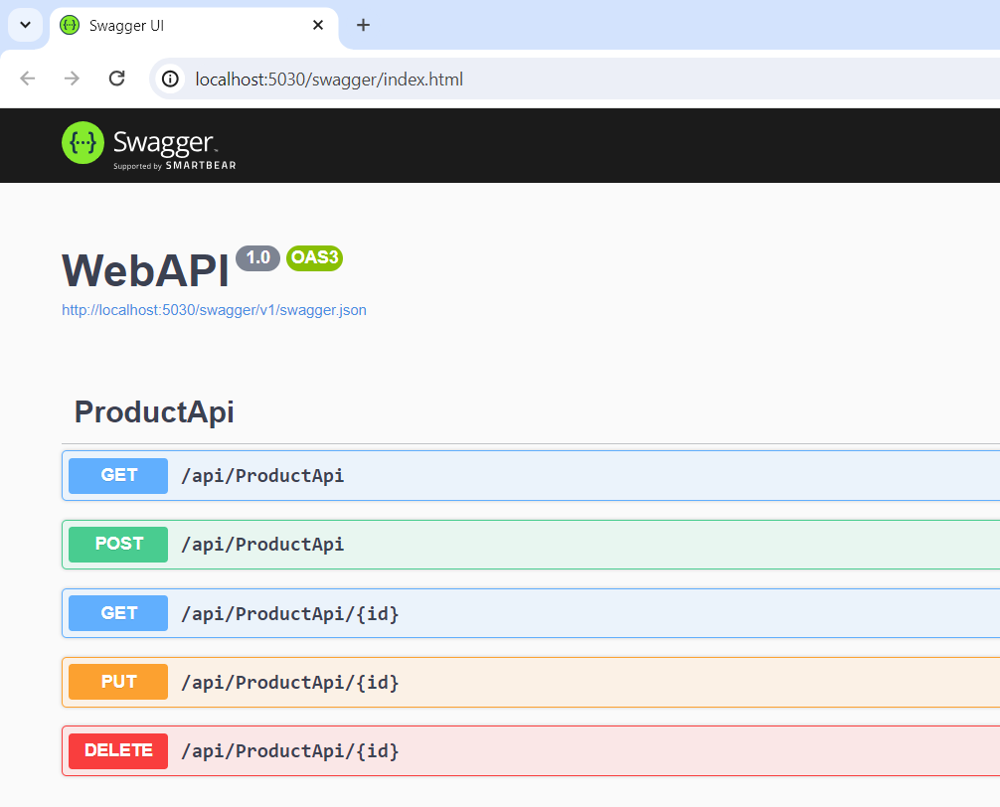 Swagger UI
localhost:5030/swagger/index.html
{···} Swagger™
Supported by SMARTBEAR
WebAPI 1.0 OAS3
http://localhost:5030/swagger/v1/swagger.json
ProductApi
GET /api/ProductApi
POST /api/ProductApi
GET /api/ProductApi/{id}
PUT /api/ProductApi/{id}
DELETE /api/ProductApi/{id}